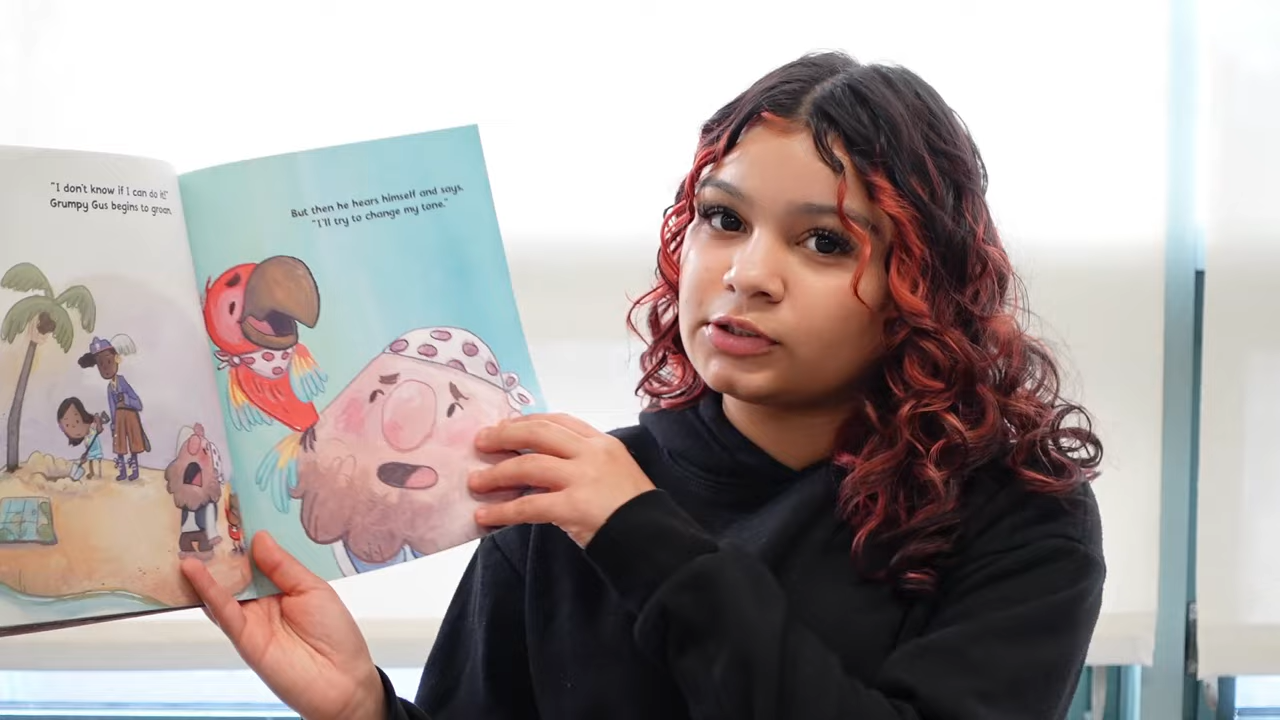 "I don't know if I can do it!"
Grumpy Gus begins to groan.
But then he hears himself and says,
"I'll try to change my tone."